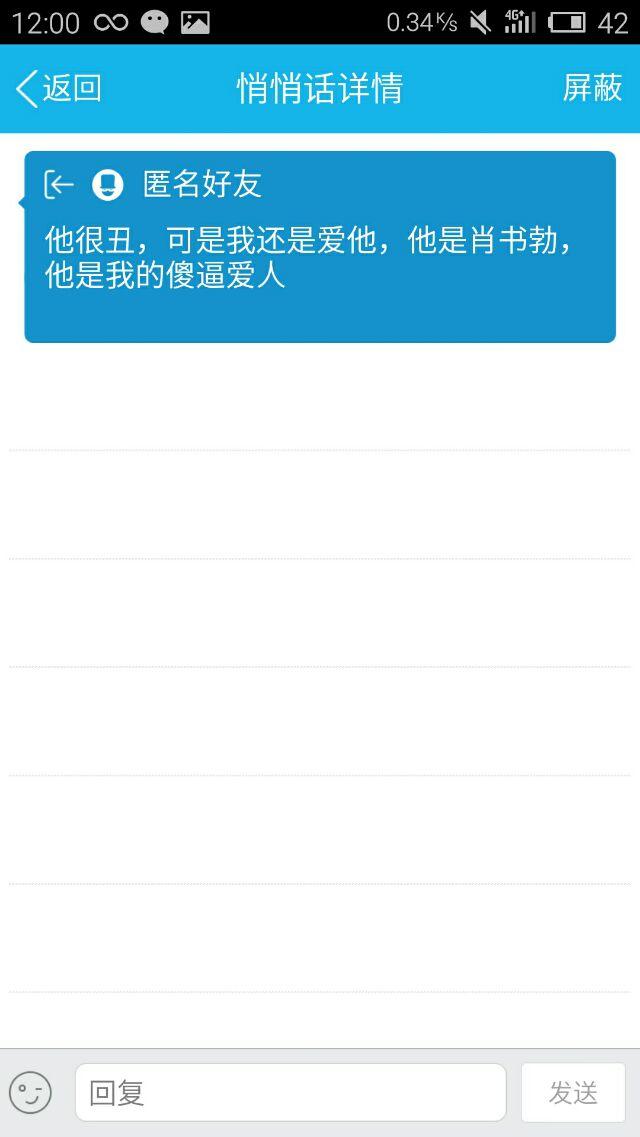 12:00 0.34K/s 4G 42
返回 悄悄话详情 屏蔽
匿名好友
他很丑，可是我还是爱他，他是肖书勃，
他是我的傻逼爱人
回复 发送